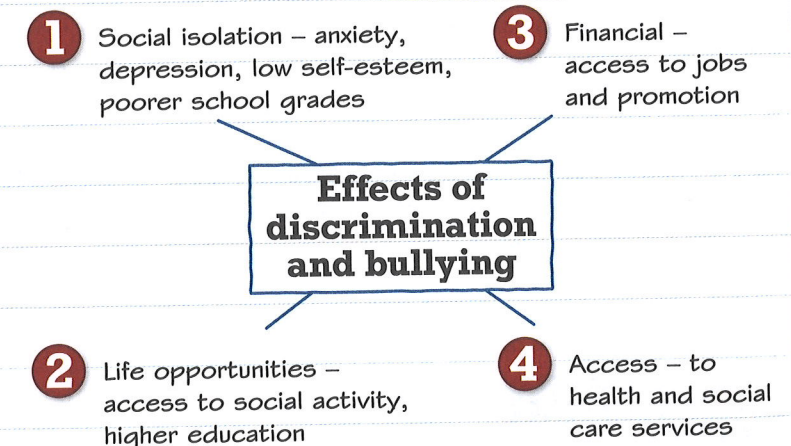 1 Social isolation – anxiety,
depression, low self-esteem,
poorer school grades
3 Financial –
access to jobs
and promotion
Effects of
discrimination
and bullying
2 Life opportunities –
access to social activity,
higher education
4 Access – to
health and social
care services